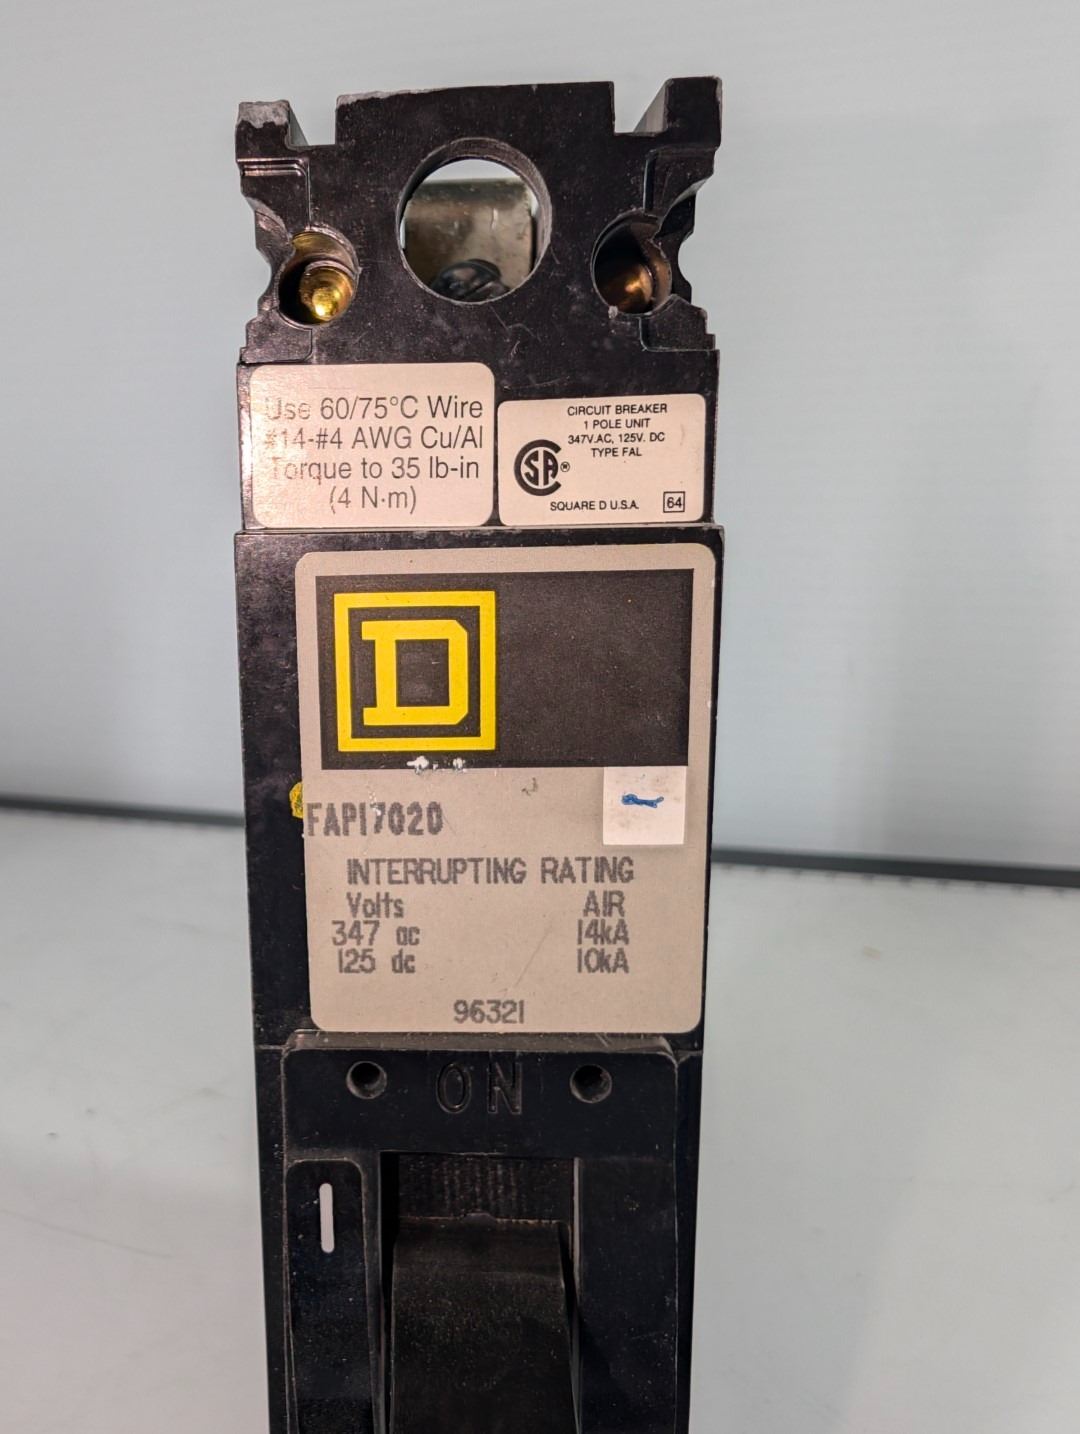 Use 60/75°C Wire
#14-#4 AWG Cu/Al
Torque to 35 lb-in
(4 N·m)
CIRCUIT BREAKER
1 POLE UNIT
347V.AC, 125V. DC
TYPE FAL
SA®
SQUARE D U.S.A.
64
D
FAP17020
INTERRUPTING RATING
Volts AIR
347 ac 14kA
125 dc 10kA
96321
ON
I